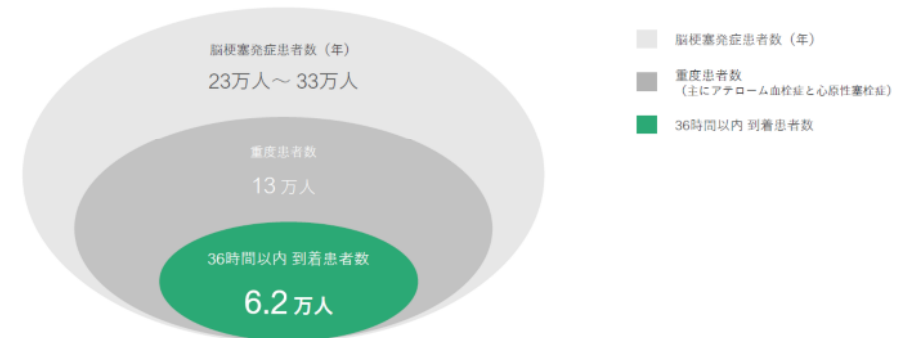 脳梗塞発症患者数（年）
23万人～33万人
重度患者数
13 万人
36時間以内 到着患者数
6.2 万人
脳梗塞発症患者数（年）
重度患者数
（主にアテローム血栓症と心原性塞栓症）
36時間以内 到着患者数